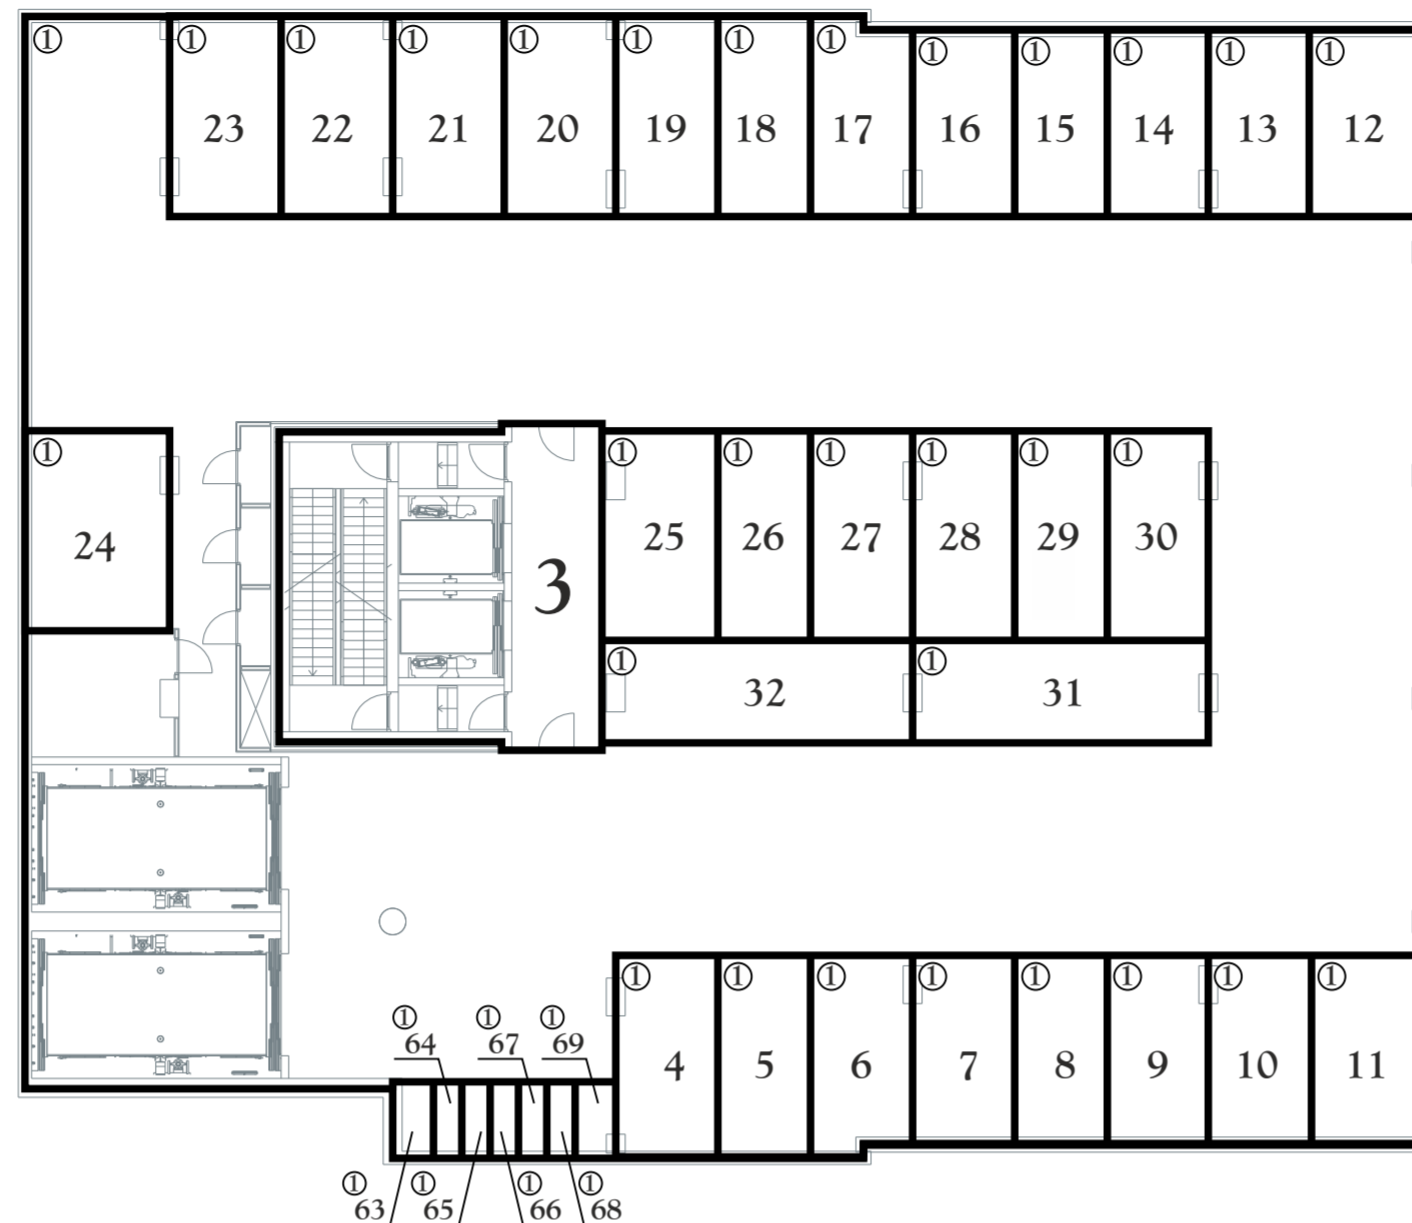 ① ① ① ① ① ① ① ① ① ① ① ① ①
23 22 21 20 19 18 17 16 15 14 13 12
① ① ① ① ① ① ①
24 25 26 27 28 29 30
3
① ①
32 31
① ① ① ① ① ① ① ①
4 5 6 7 8 9 10 11
① ① ①
64 67 69
① ① ① ①
63 65 66 68